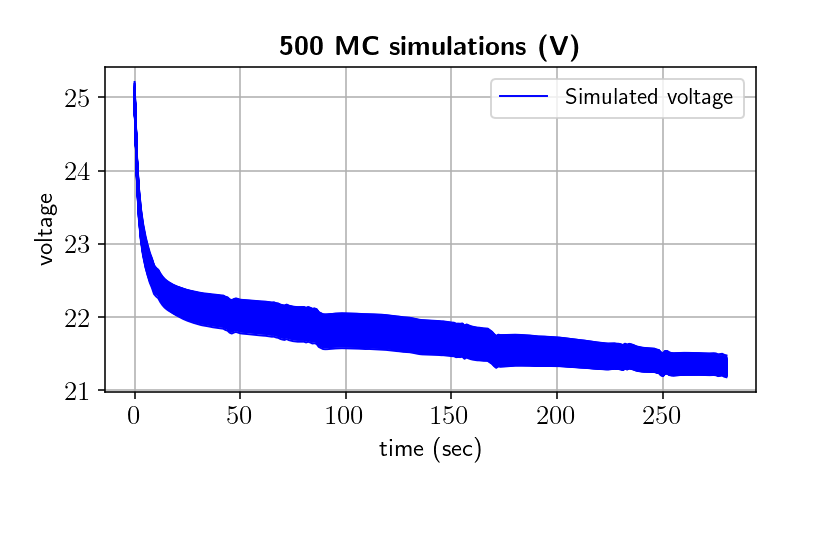 500 MC simulations (V)
Simulated voltage
25
24
23
22
21
voltage
0 50 100 150 200 250
time (sec)